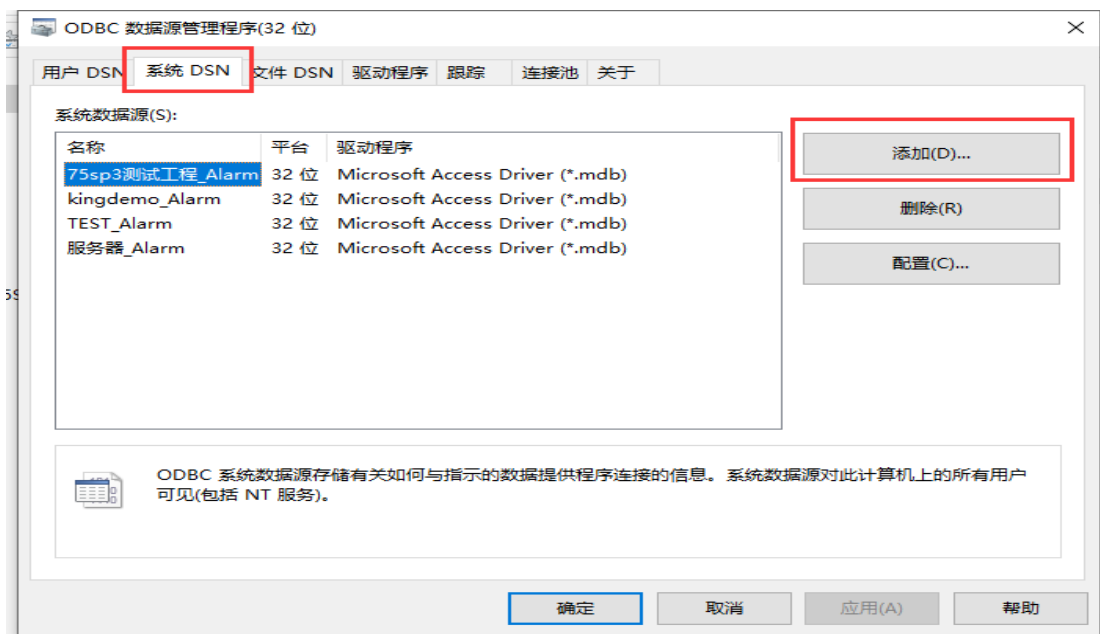 ODBC 数据源管理程序(32 位)
用户 DSN 系统 DSN 文件 DSN 驱动程序 跟踪 连接池 关于
系统数据源(S):
名称 平台 驱动程序
75sp3测试工程_Alarm 32 位 Microsoft Access Driver (*.mdb)
kingdemo_Alarm 32 位 Microsoft Access Driver (*.mdb)
TEST_Alarm 32 位 Microsoft Access Driver (*.mdb)
服务器_Alarm 32 位 Microsoft Access Driver (*.mdb)
添加(D)...
删除(R)
配置(C)...
ODBC 系统数据源存储有关如何与指示的数据提供程序连接的信息。系统数据源对此计算机上的所有用户
可见(包括 NT 服务)。
确定 取消 应用(A) 帮助